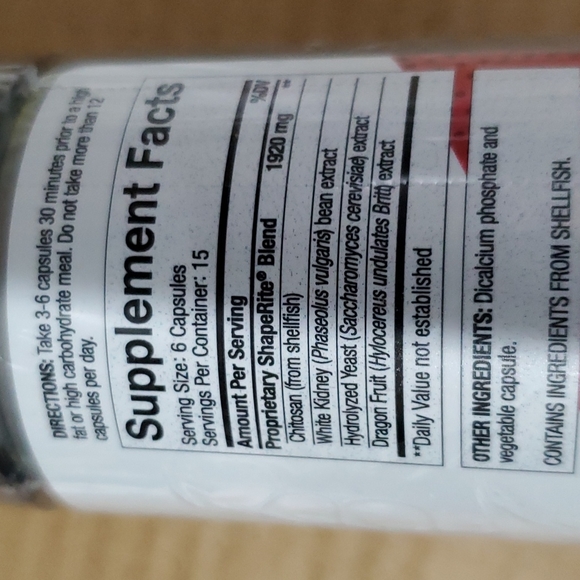 DIRECTIONS: Take 3-6 capsules 30 minutes prior to a high
fat or high carbohydrate meal. Do not take more than 12
capsules per day.
Supplement Facts
Serving Size: 6 Capsules
Servings Per Container: 15
Amount Per Serving %DV
Proprietary ShapeRite® Blend 1920 mg **
Chitosan (from shellfish)
White Kidney (Phaseolus vulgaris) bean extract
Hydrolyzed Yeast (Saccharomyces cerevisiae) extract
Dragon Fruit (Hylocereus undulates Britt) extract
**Daily Value not established
OTHER INGREDIENTS: Dicalcium phosphate and
vegetable capsule.
CONTAINS INGREDIENTS FROM SHELLFISH.